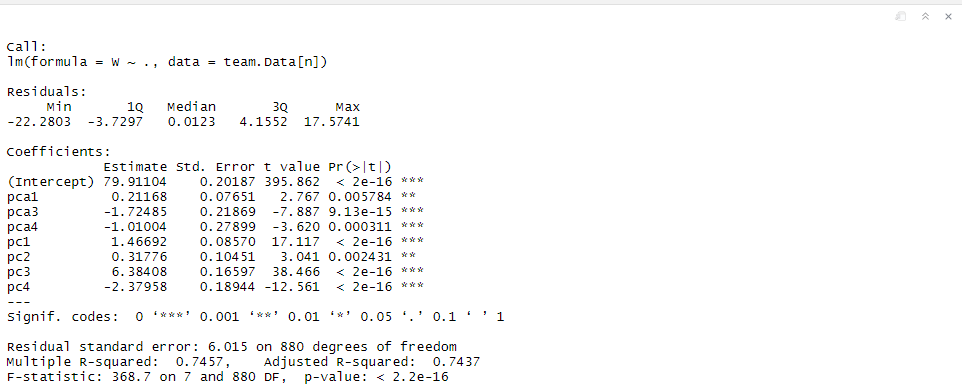 Call:
lm(formula = W ~ ., data = team.Data[n])
Residuals:
     Min       1Q   Median       3Q      Max
-22.2803  -3.7297   0.0123   4.1552  17.5741
Coefficients:
            Estimate Std. Error t value Pr(>|t|)
(Intercept) 79.91104    0.20187 395.862  < 2e-16 ***
pca1         0.21168    0.07651   2.767 0.005784 **
pca3        -1.72485    0.21869  -7.887 9.13e-15 ***
pca4        -1.01004    0.27899  -3.620 0.000311 ***
pc1          1.46692    0.08570  17.117  < 2e-16 ***
pc2          0.31776    0.10451   3.041 0.002431 **
pc3          6.38408    0.16597  38.466  < 2e-16 ***
pc4         -2.37958    0.18944 -12.561  < 2e-16 ***
---
Signif. codes:  0 ‘***’ 0.001 ‘**’ 0.01 ‘*’ 0.05 ‘.’ 0.1 ‘ ’ 1
Residual standard error: 6.015 on 880 degrees of freedom
Multiple R-squared:  0.7457,    Adjusted R-squared:  0.7437
F-statistic: 368.7 on 7 and 880 DF,  p-value: < 2.2e-16